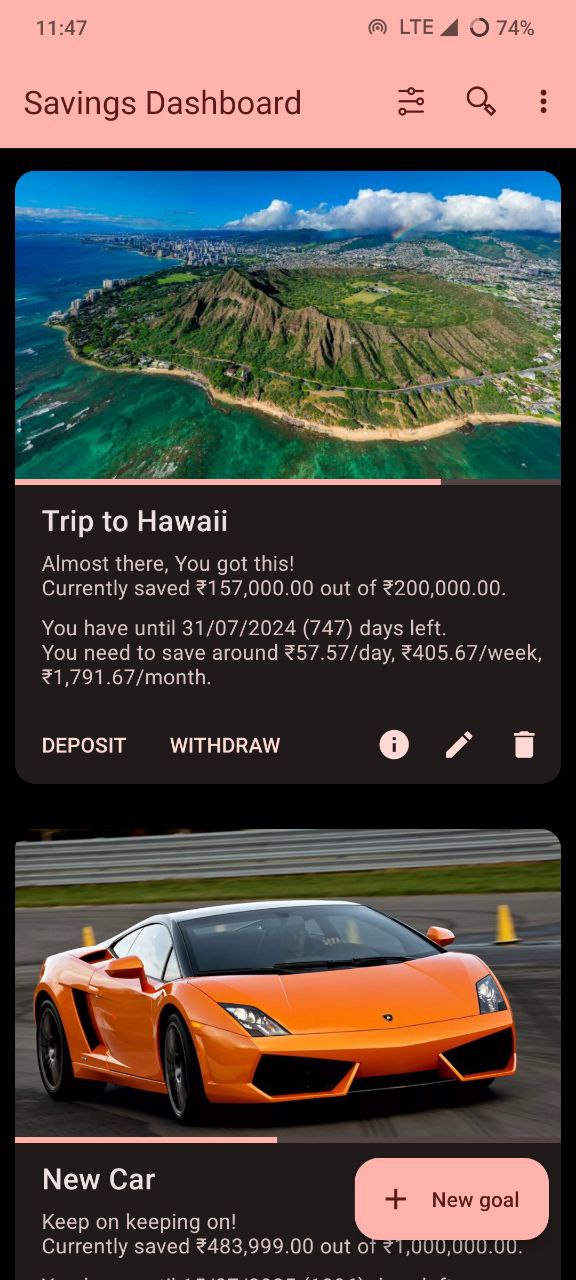 11:47
LTE 74%
Savings Dashboard
Trip to Hawaii
Almost there, You got this!
Currently saved ₹157,000.00 out of ₹200,000.00.
You have until 31/07/2024 (747) days left.
You need to save around ₹57.57/day, ₹405.67/week,
₹1,791.67/month.
DEPOSIT WITHDRAW
New Car
New goal
Keep on keeping on!
Currently saved ₹483,999.00 out of ₹1,000,000.00.